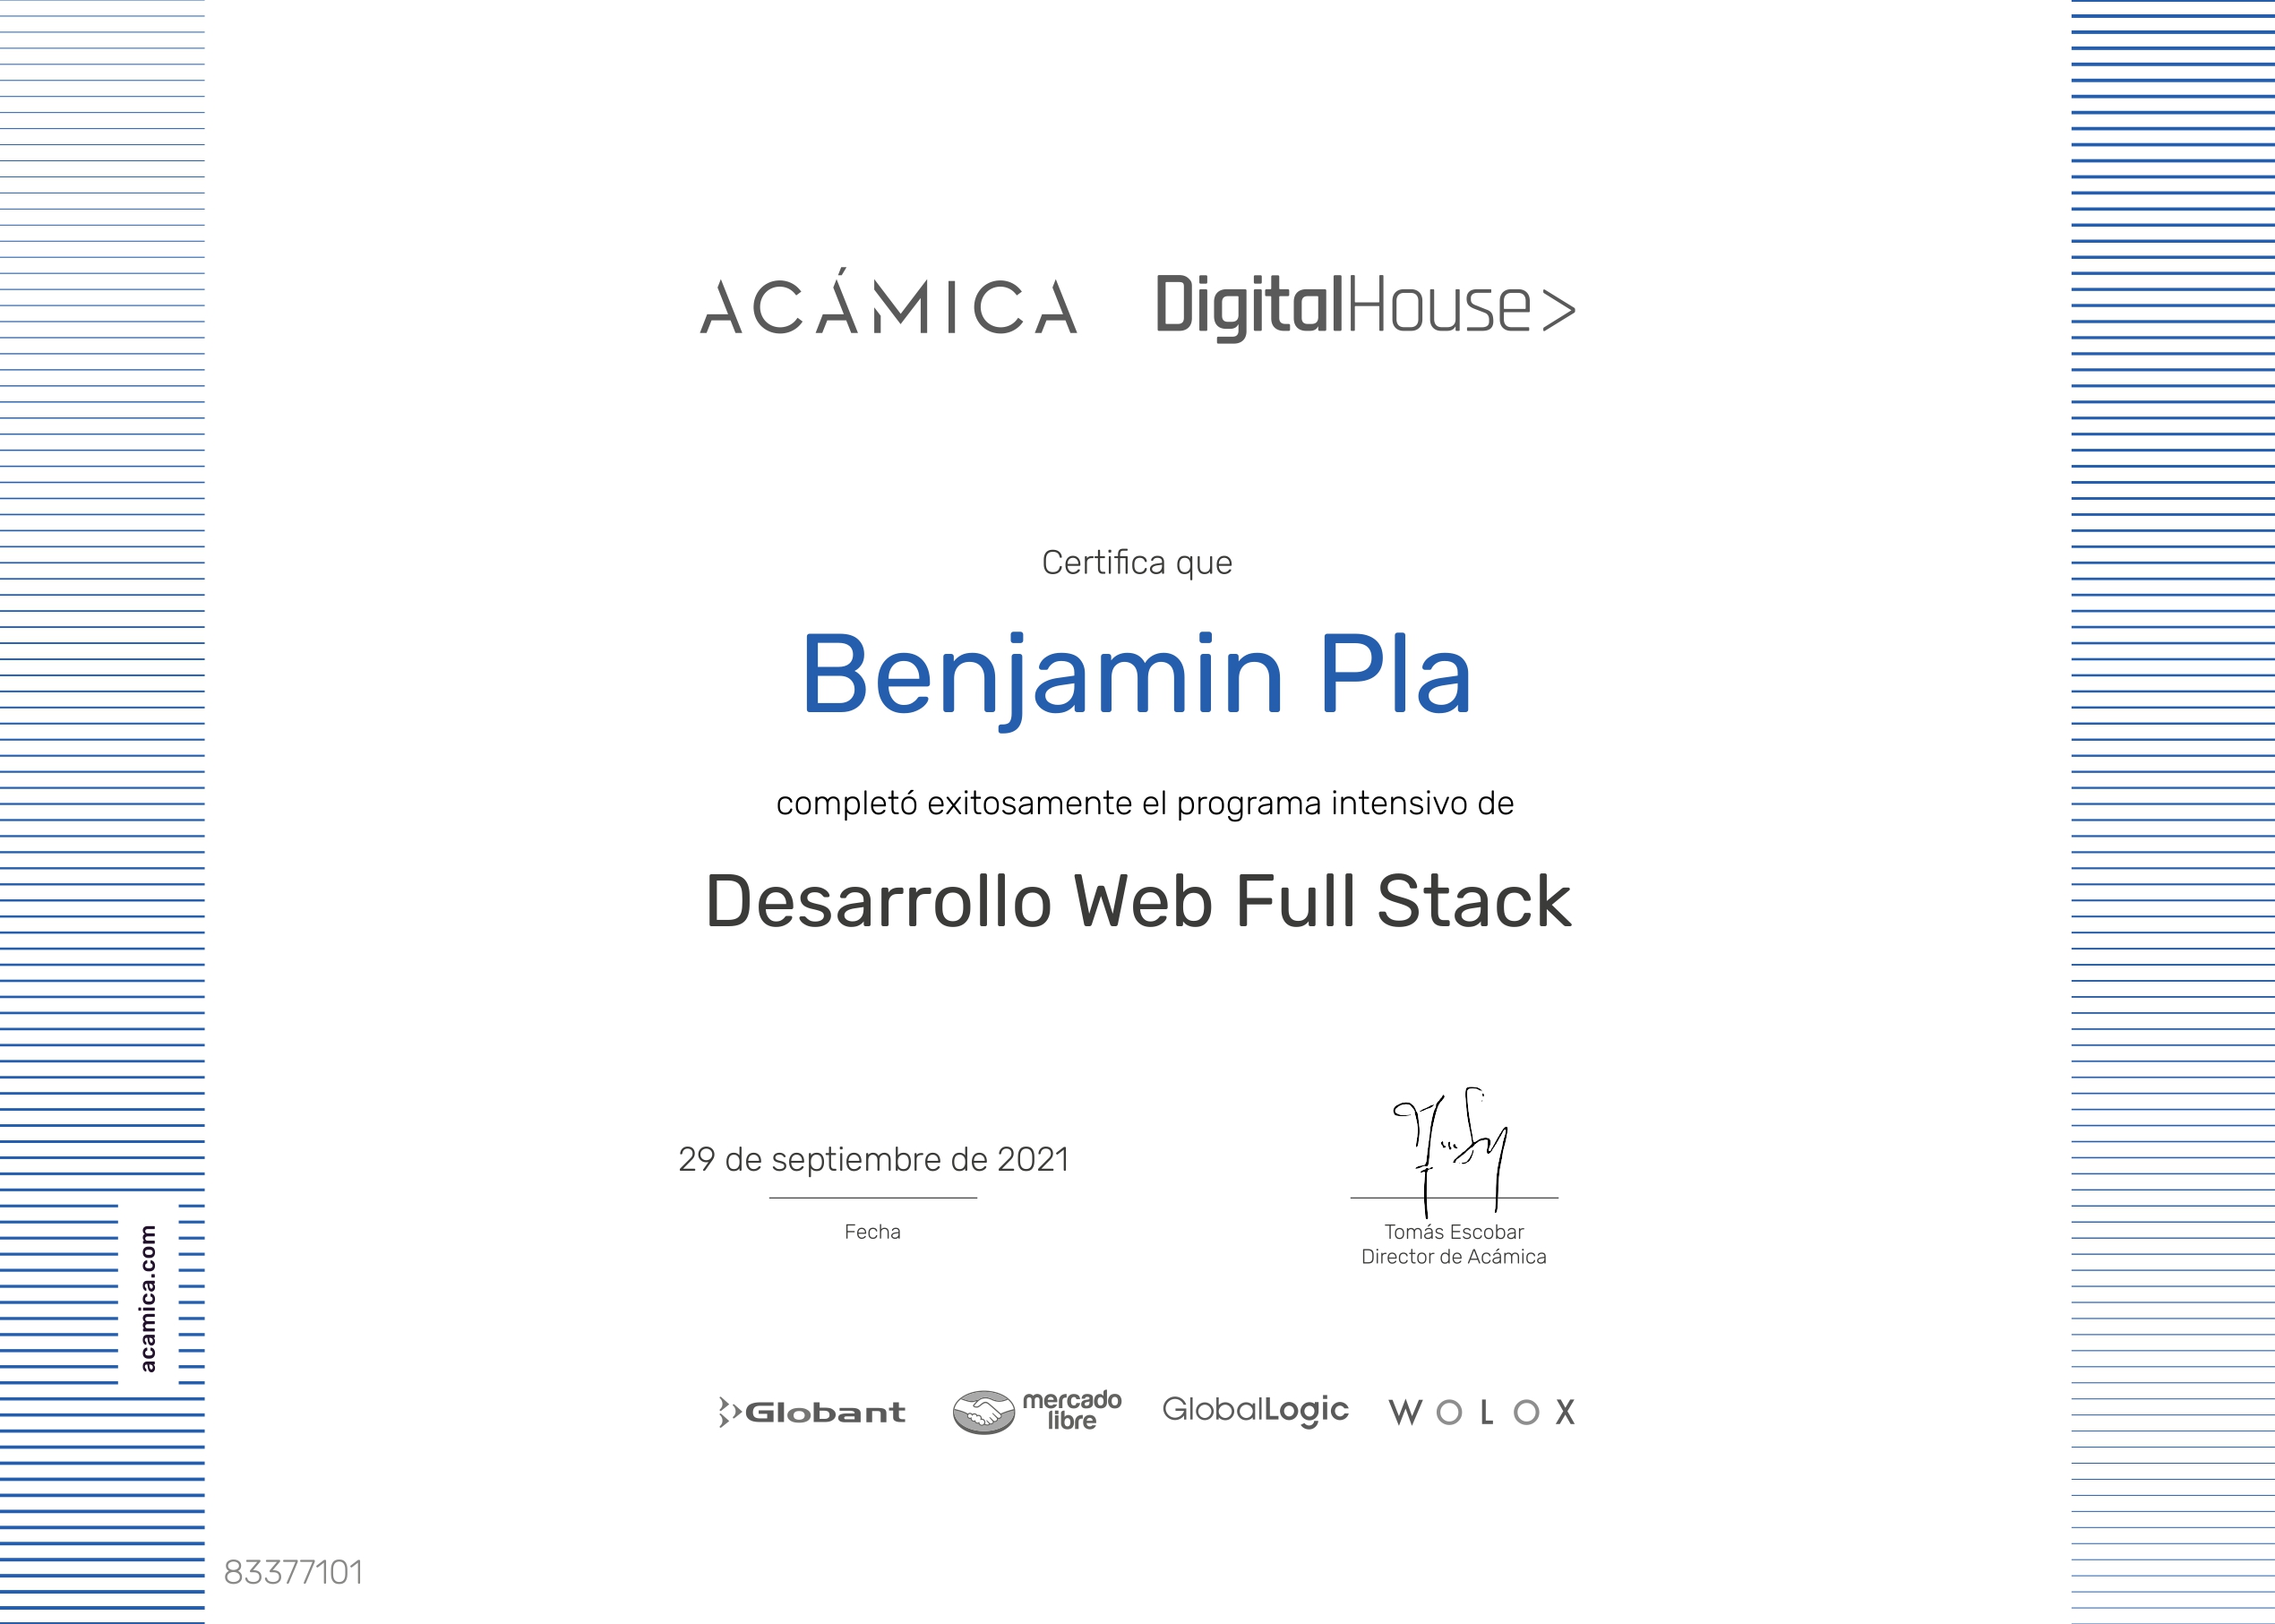 ACÁMICA DigitalHouse>
Certifica que
Benjamin Pla
completó exitosamente el programa intensivo de
Desarrollo Web Full Stack
29 de septiembre de 2021
Fecha
Tomás Escobar
Director de Acámica
acamica.com
Globant mercado libre GlobalLogic WOLOX
83377101